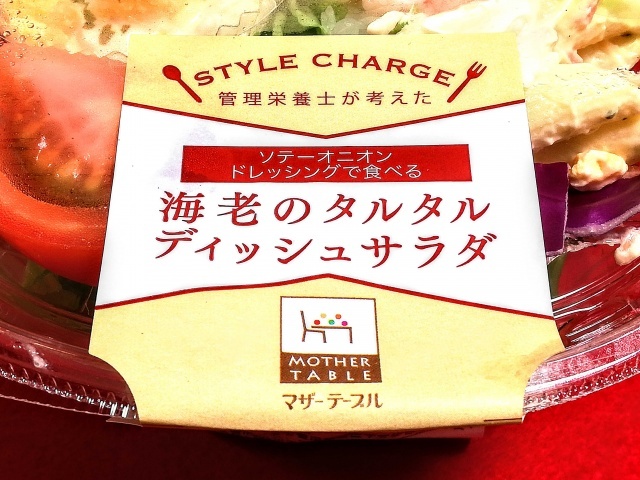 STYLE CHARGE
管理栄養士が考えた
ソテーオニオン
ドレッシングで食べる
海老のタルタル
ディッシュサラダ
MOTHER
TABLE
マザーテーブル